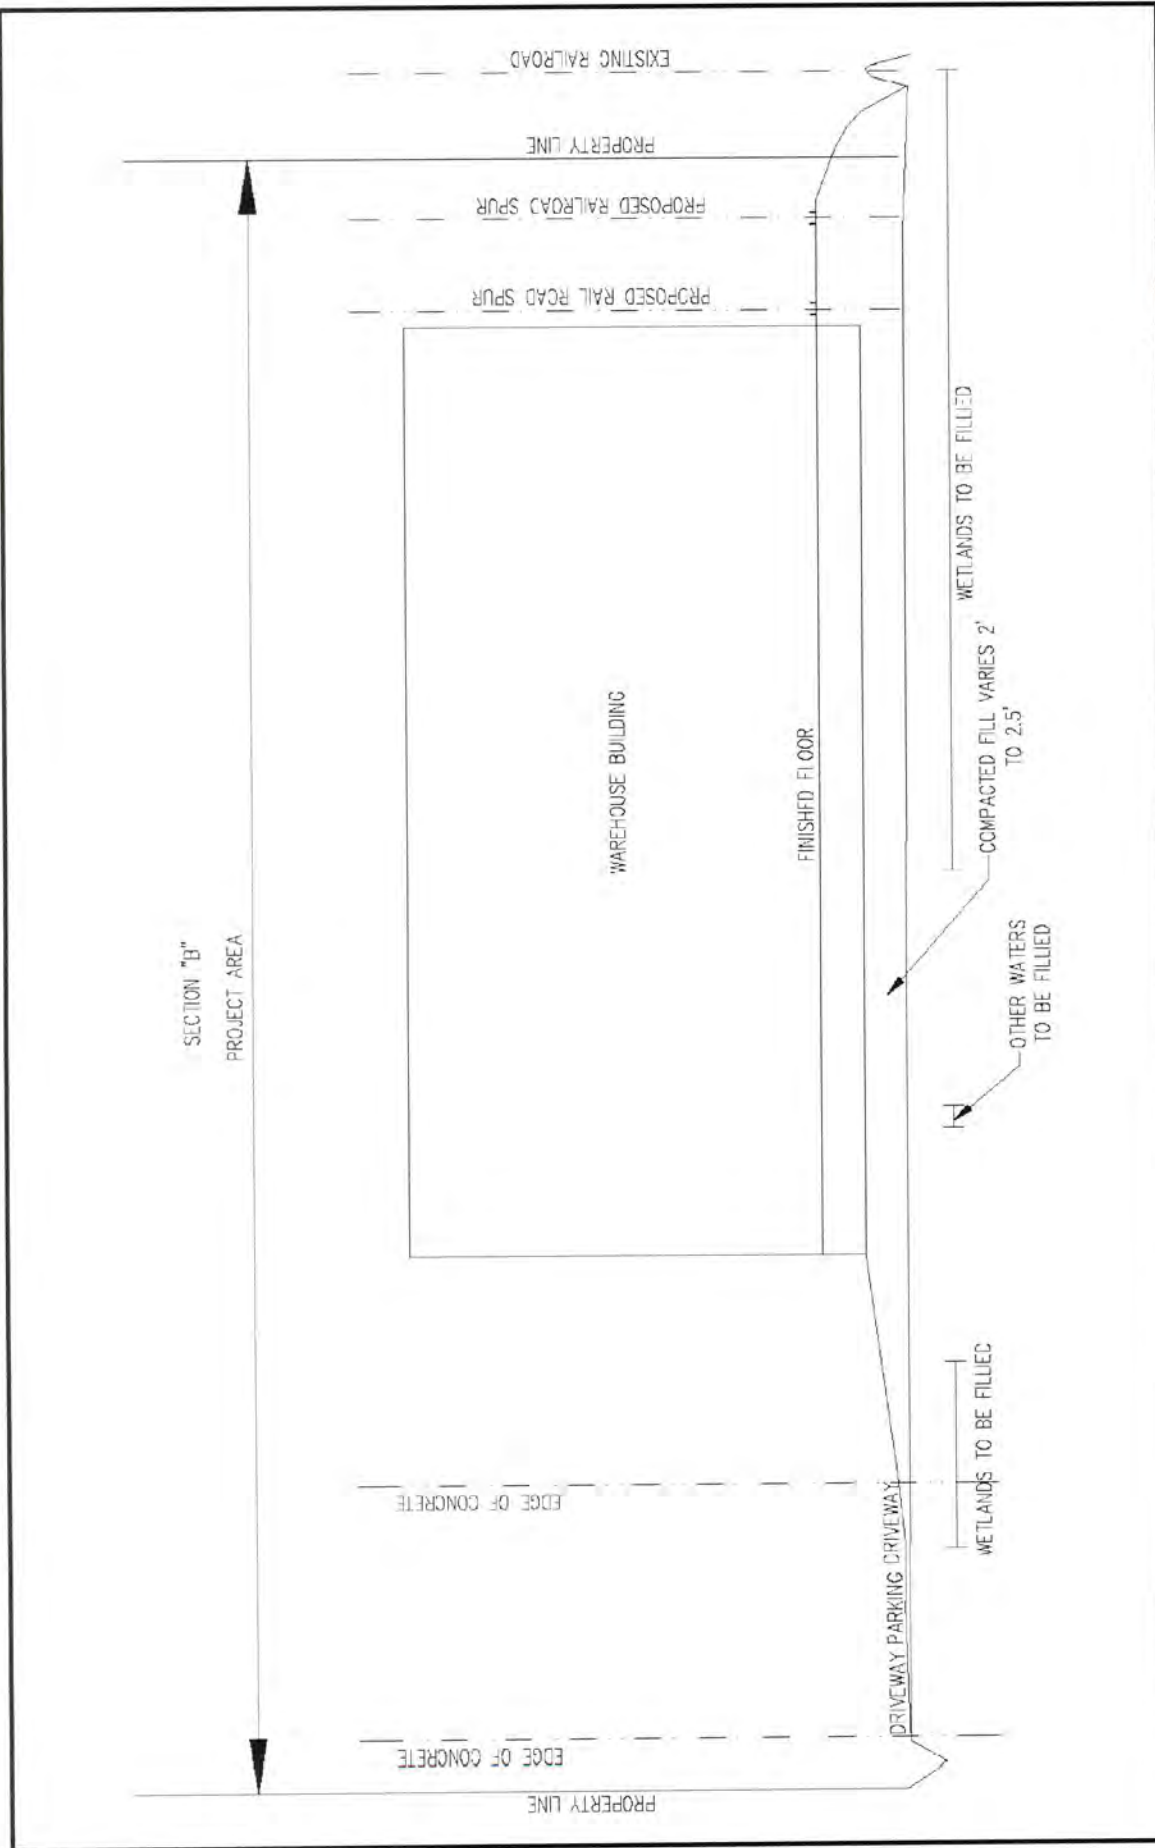 SECTION "B"
PROJECT AREA
PROPERTY LINE
EDGE OF CONCRETE
EDGE OF CONCRETE
PROPOSED RAIL ROAD SPUR
PROPOSED RAILROAD SPUR
PROPERTY LINE
EXISTING RAILROAD
WAREHOUSE BUILDING
FINISHED FLOOR
DRIVEWAY PARKING DRIVEWAY
WETLANDS TO BE FILLIED
OTHER WATERS
TO BE FILLIED
COMPACTED FILL VARIES 2'
TO 2.5'
WETLANDS TO BE FILLIED